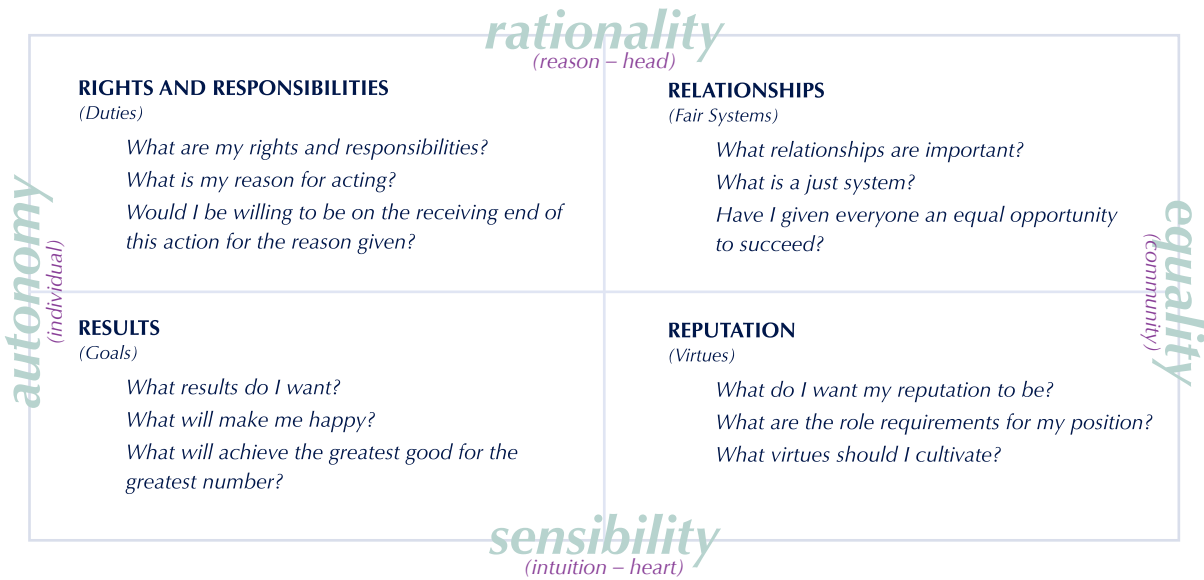 rationality
(reason – head)
autonomy
(individual)
RIGHTS AND RESPONSIBILITIES
(Duties)
What are my rights and responsibilities?
What is my reason for acting?
Would I be willing to be on the receiving end of
this action for the reason given?
RELATIONSHIPS
(Fair Systems)
What relationships are important?
What is a just system?
Have I given everyone an equal opportunity
to succeed?
equality
(community)
RESULTS
(Goals)
What results do I want?
What will make me happy?
What will achieve the greatest good for the
greatest number?
REPUTATION
(Virtues)
What do I want my reputation to be?
What are the role requirements for my position?
What virtues should I cultivate?
sensibility
(intuition – heart)